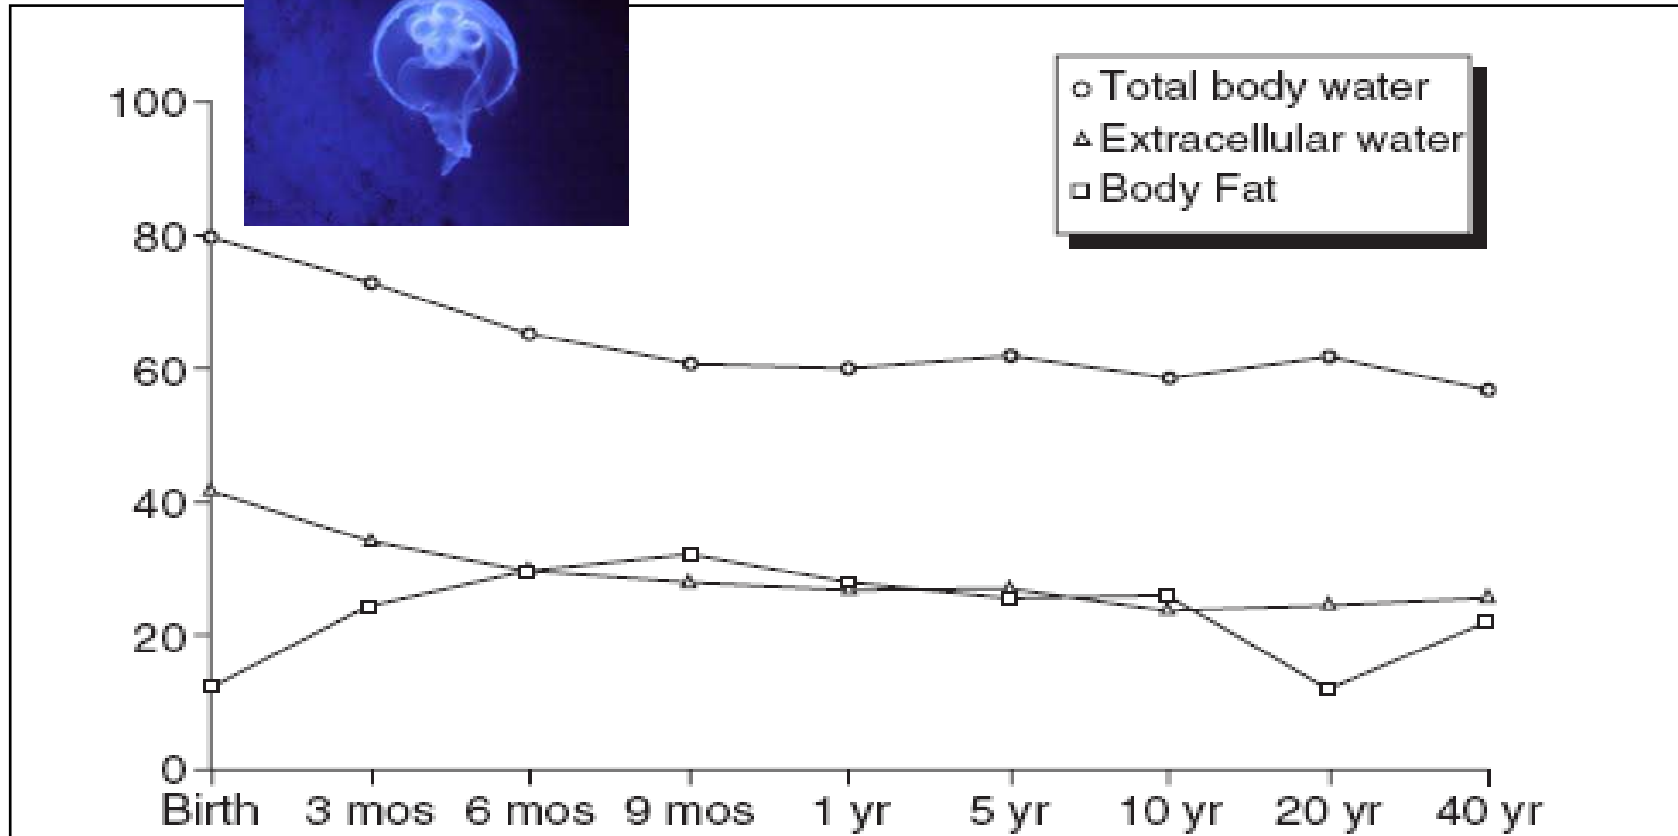 Total body water
Extracellular water
Body Fat
100
80
60
40
20
0
Birth 3 mos 6 mos 9 mos 1 yr 5 yr 10 yr 20 yr 40 yr